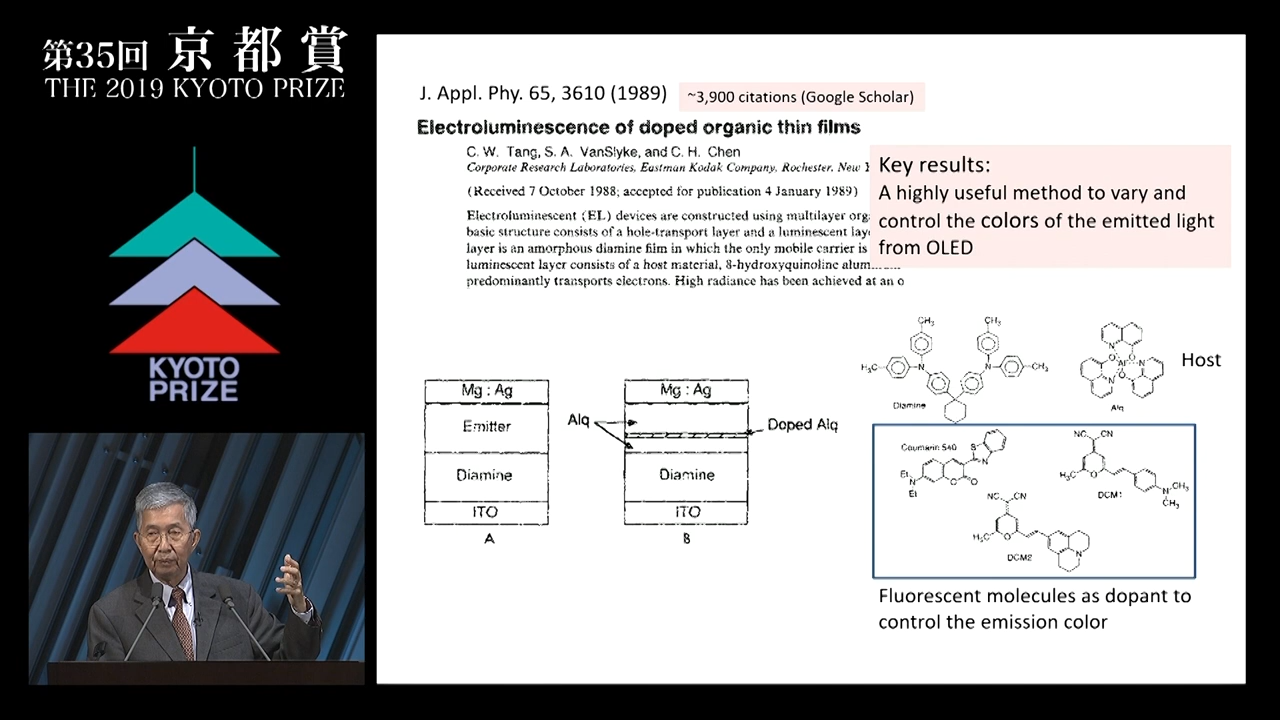 第35回 京都賞
THE 2019 KYOTO PRIZE
KYOTO
PRIZE
J. Appl. Phy. 65, 3610 (1989)
~3,900 citations (Google Scholar)
Electroluminescence of doped organic thin films
C. W. Tang, S. A. VanSlyke, and C. H. Chen
Corporate Research Laboratories, Eastman Kodak Company, Rochester, New
(Received 7 October 1988; accepted for publication 4 January 1989)
Electroluminescent (EL) devices are constructed using multilayer
basic structure consists of a hole-transport layer and a luminescent
layer is an amorphous diamine film in which the only mobile carrier is
luminescent layer consists of a host material, 8-hydroxyquinoline
predominantly transports electrons. High radiance has been achieved at an
Key results:
A highly useful method to vary and
control the colors of the emitted light
from OLED
Mg : Ag
Emitter
Diamine
ITO
A
Mg : Ag
Alq
Doped Alq
Diamine
ITO
B
CH3
CH3
H3C
N
N
CH3
Diamine
O
N
Al
Alq
Host
Coumarin 540
S
N
Et
N
Et
O
O
NC
CN
H3C
O
N
CH3
CH3
DCM1
NC
CN
H3C
O
N
DCM2
Fluorescent molecules as dopant to
control the emission color